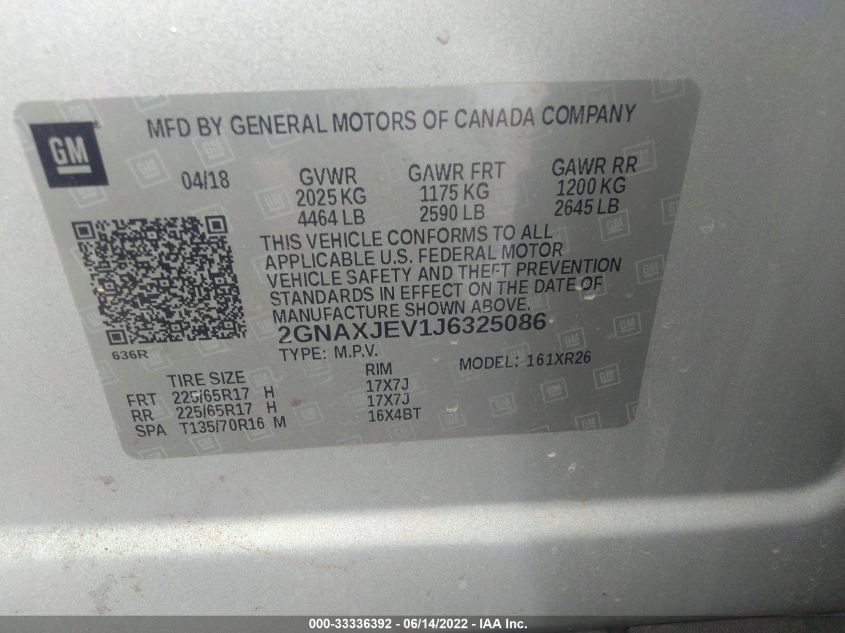 MFD BY GENERAL MOTORS OF CANADA COMPANY
GM
04/18 GVWR GAWR FRT GAWR RR
2025 KG 1175 KG 1200 KG
4464 LB 2590 LB 2645 LB
THIS VEHICLE CONFORMS TO ALL
APPLICABLE U.S. FEDERAL MOTOR
VEHICLE SAFETY AND THEFT PREVENTION
STANDARDS IN EFFECT ON THE DATE OF
MANUFACTURE SHOWN ABOVE.
2GNAXJEV1J6325086
636R
TYPE: M.P.V. MODEL: 161XR26
TIRE SIZE RIM
FRT 225/65R17 H 17X7J
RR 225/65R17 H 17X7J
SPA T135/70R16 M 16X4BT
000-33336392 - 06/14/2022 - IAA Inc.